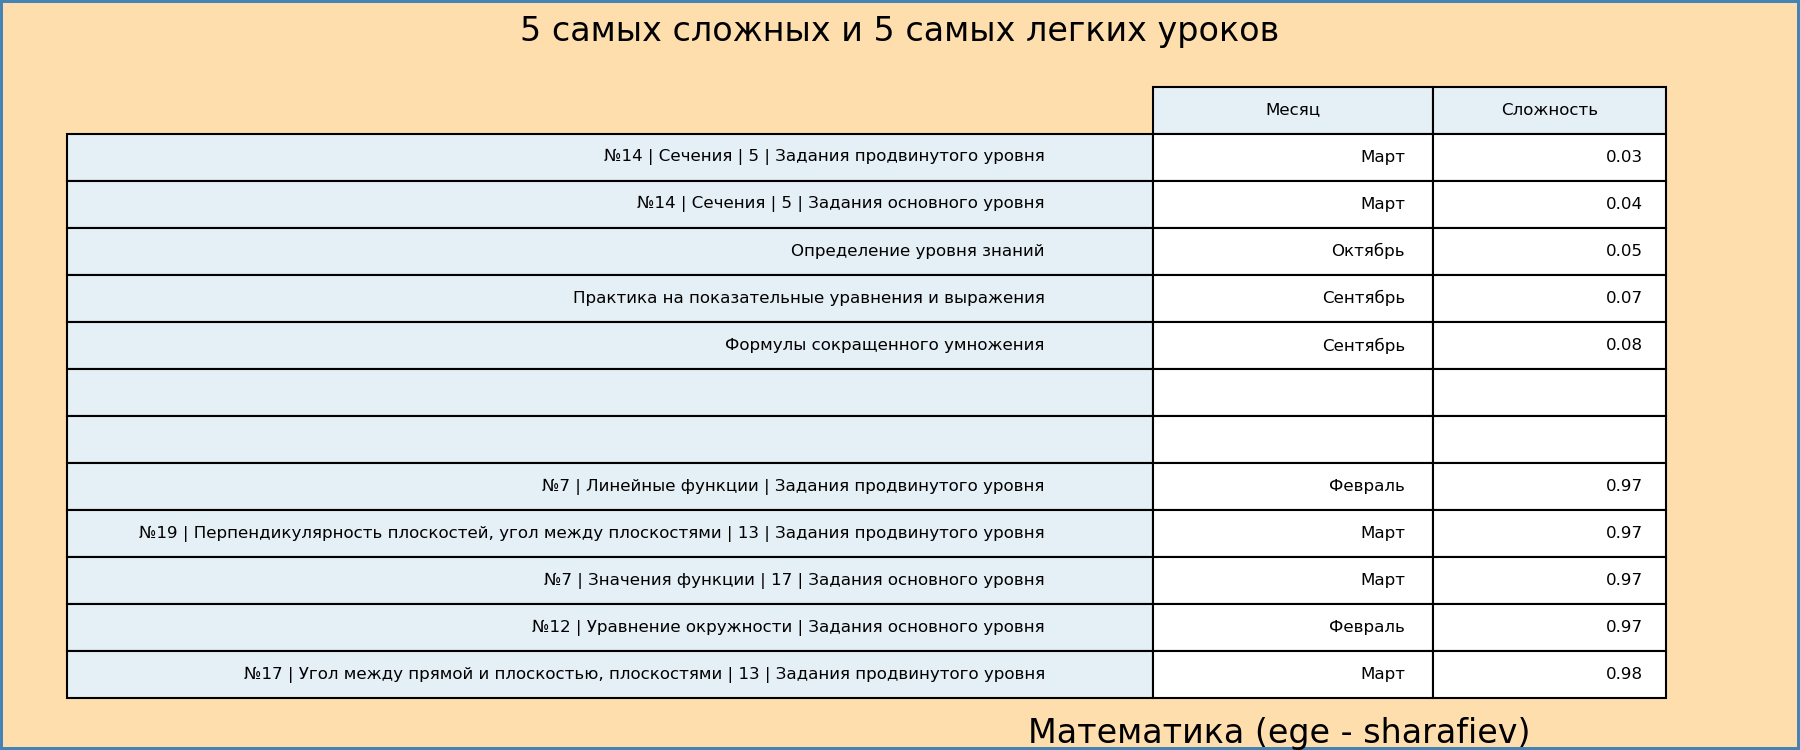 5 самых сложных и 5 самых легких уроков
Месяц Сложность
№14 | Сечения | 5 | Задания продвинутого уровня Март 0.03
№14 | Сечения | 5 | Задания основного уровня Март 0.04
Определение уровня знаний Октябрь 0.05
Практика на показательные уравнения и выражения Сентябрь 0.07
Формулы сокращенного умножения Сентябрь 0.08
№7 | Линейные функции | Задания продвинутого уровня Февраль 0.97
№19 | Перпендикулярность плоскостей, угол между плоскостями | 13 | Задания продвинутого уровня Март 0.97
№7 | Значения функции | 17 | Задания основного уровня Март 0.97
№12 | Уравнение окружности | Задания основного уровня Февраль 0.97
№17 | Угол между прямой и плоскостью, плоскостями | 13 | Задания продвинутого уровня Март 0.98
Математика (ege - sharafiev)